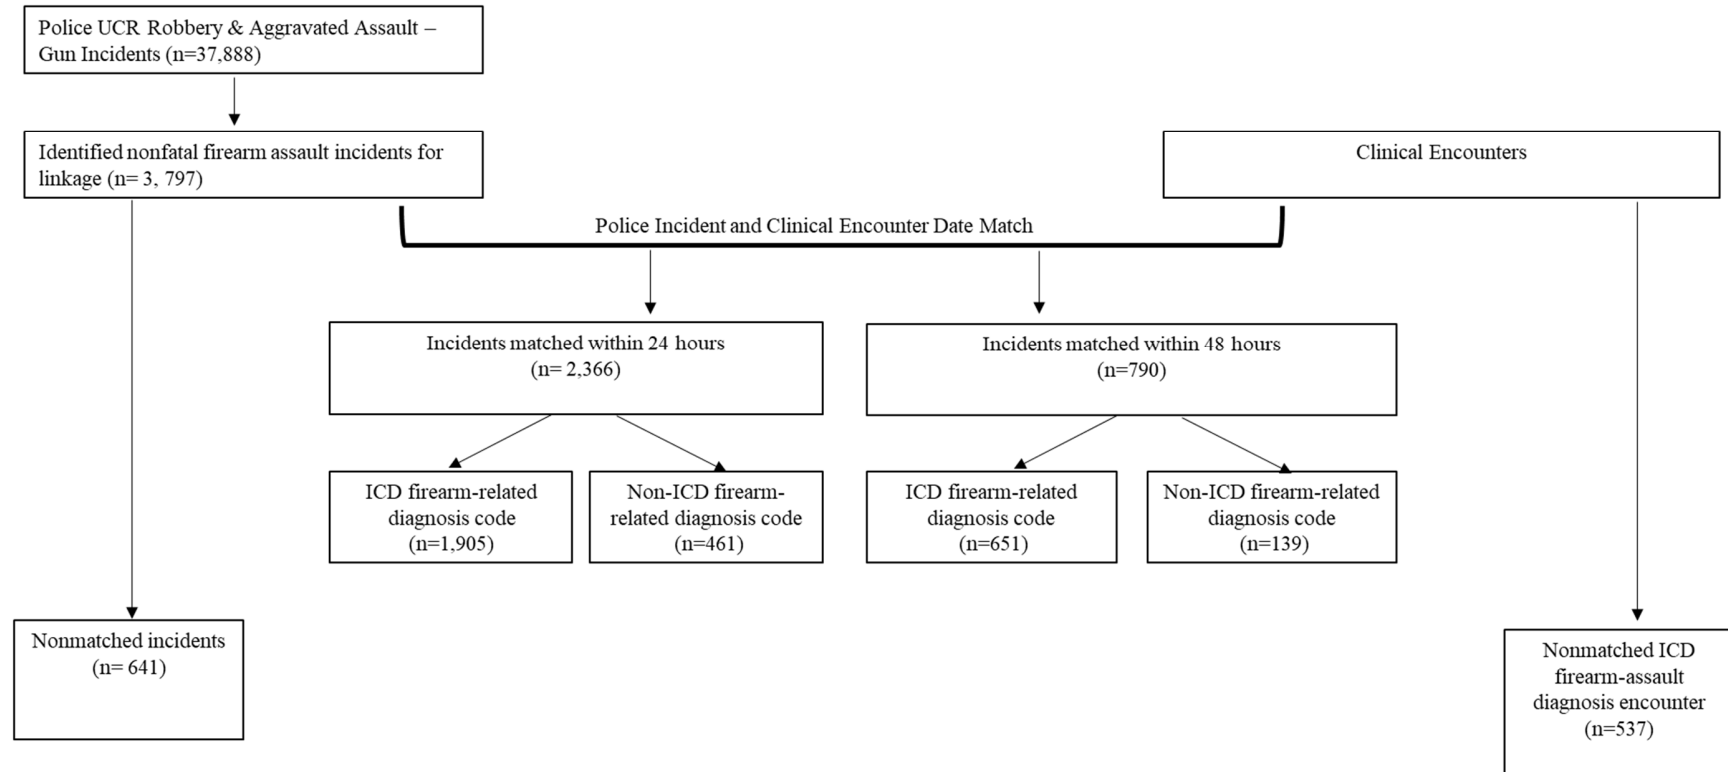 Police UCR Robbery & Aggravated Assault –
Gun Incidents (n=37,888)
Identified nonfatal firearm assault incidents for
linkage (n= 3, 797)
Clinical Encounters
Police Incident and Clinical Encounter Date Match
Incidents matched within 24 hours
(n= 2,366)
Incidents matched within 48 hours
(n=790)
ICD firearm-related
diagnosis code
(n=1,905)
Non-ICD firearm-
related diagnosis code
(n=461)
ICD firearm-related
diagnosis code
(n=651)
Non-ICD firearm-related
diagnosis code
(n=139)
Nonmatched incidents
(n= 641)
Nonmatched ICD
firearm-assault
diagnosis encounter
(n=537)